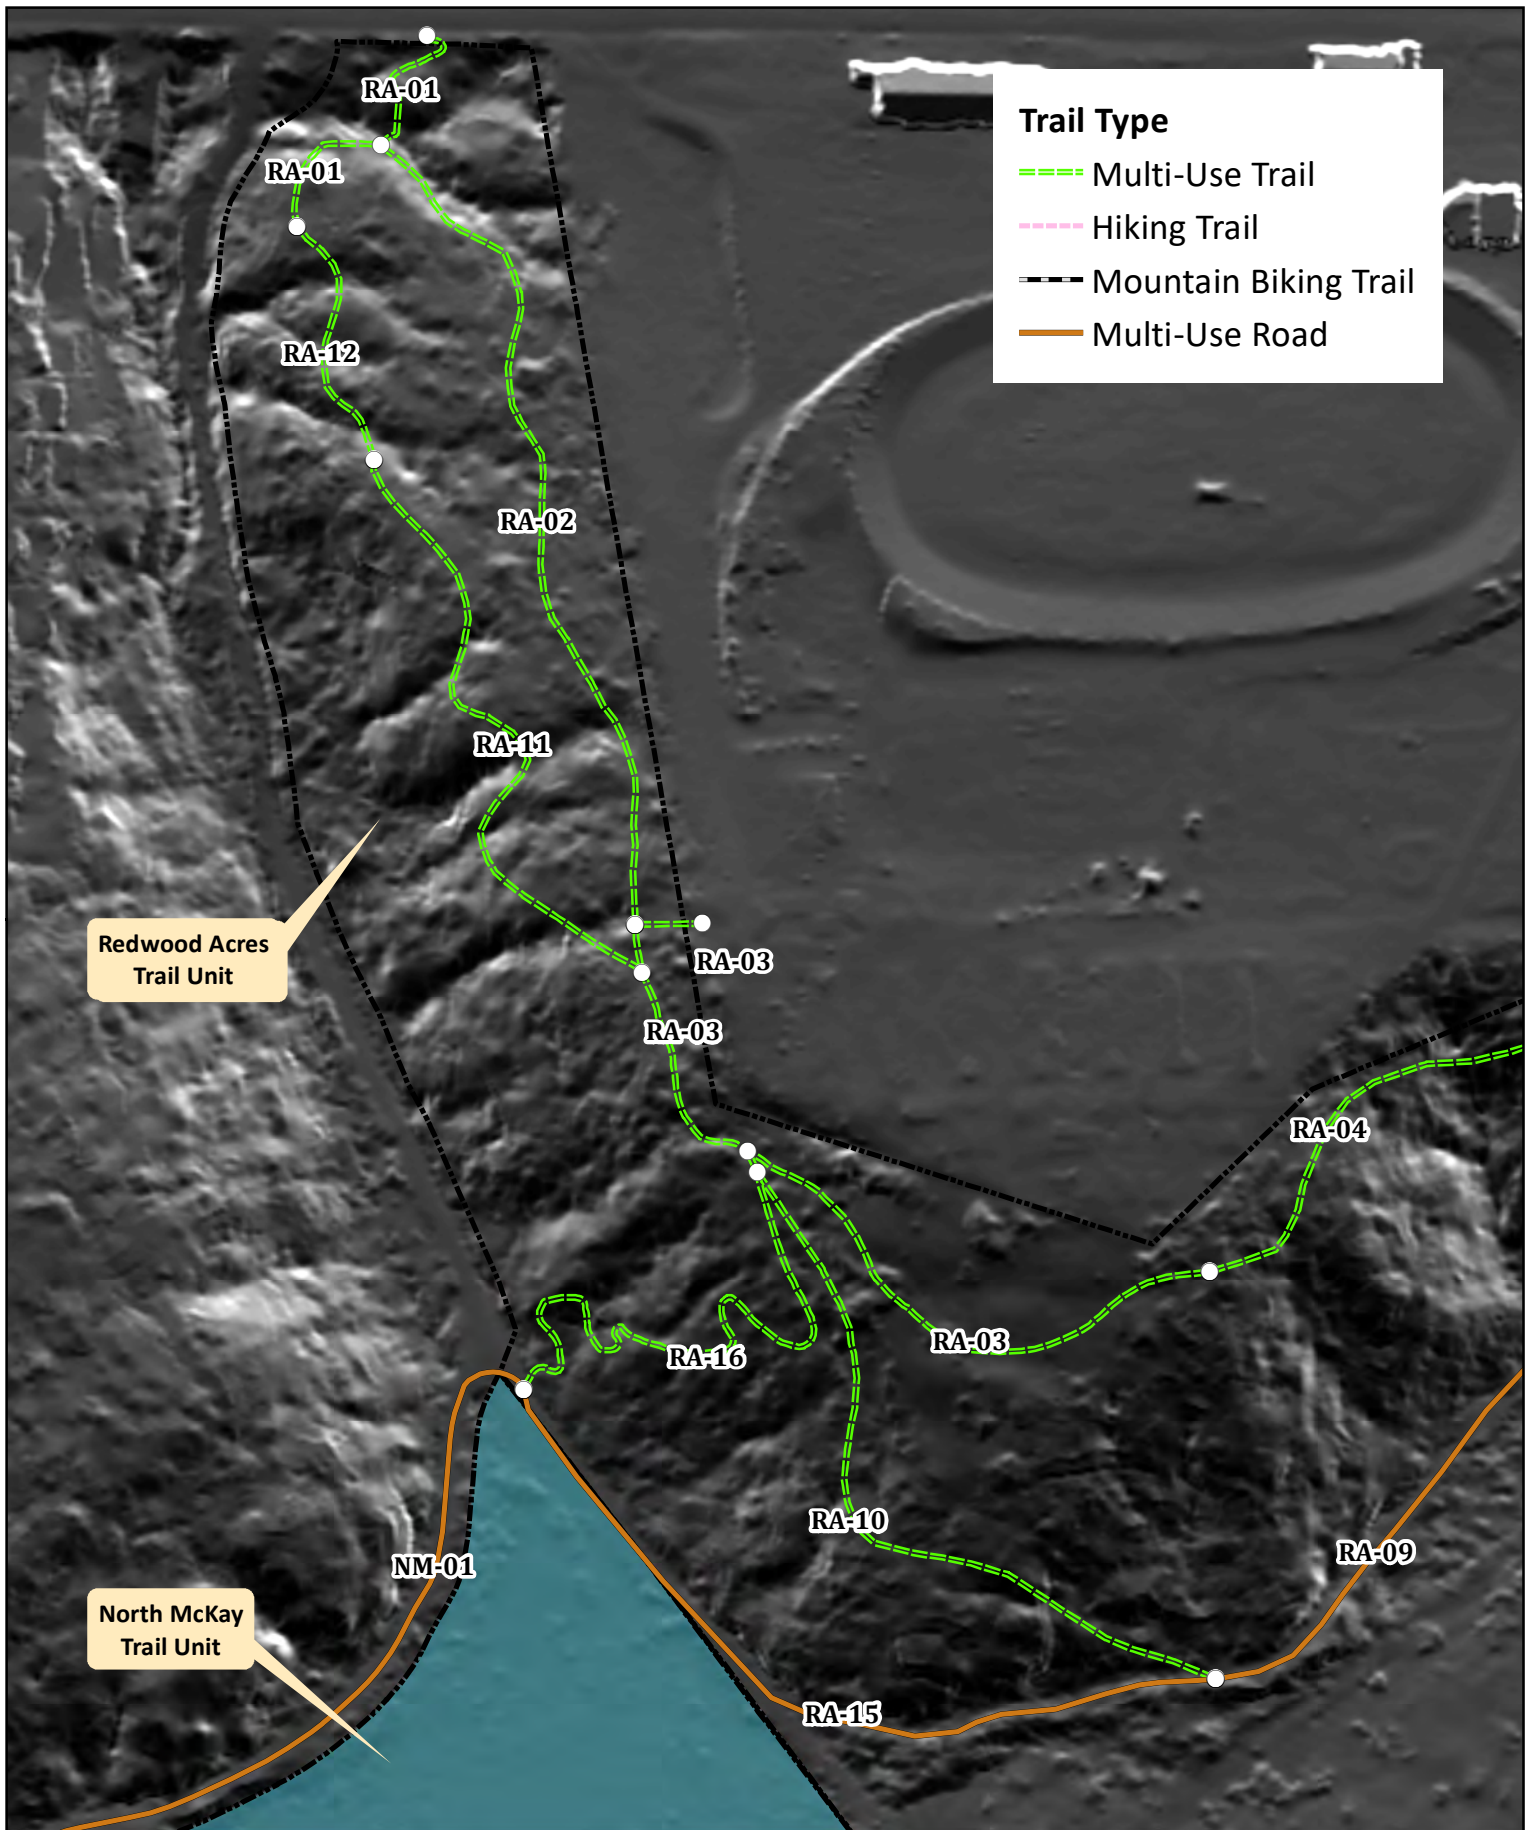 RA-01
Trail Type
RA-01
Multi-Use Trail
Hiking Trail
Mountain Biking Trail
Multi-Use Road
RA-12
RA-02
RA-11
Redwood Acres
Trail Unit
RA-03
RA-03
RA-04
RA-03
RA-16
RA-10
RA-09
NM-01
North McKay
Trail Unit
RA-15